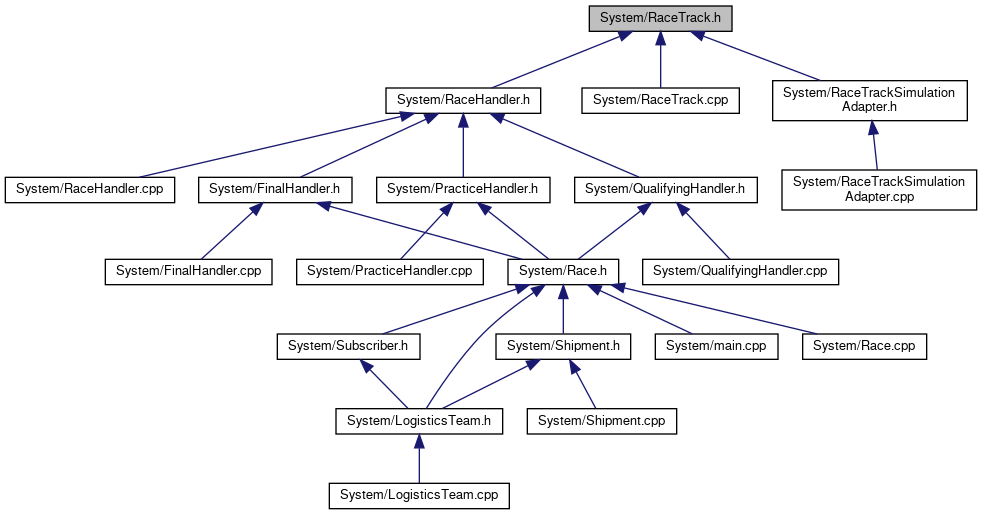 System/RaceTrack.h
System/RaceHandler.h
System/RaceTrack.cpp
System/RaceTrackSimulation
Adapter.h
System/RaceHandler.cpp
System/FinalHandler.h
System/PracticeHandler.h
System/QualifyingHandler.h
System/RaceTrackSimulation
Adapter.cpp
System/FinalHandler.cpp
System/PracticeHandler.cpp
System/Race.h
System/QualifyingHandler.cpp
System/Subscriber.h
System/Shipment.h
System/main.cpp
System/Race.cpp
System/LogisticsTeam.h
System/Shipment.cpp
System/LogisticsTeam.cpp